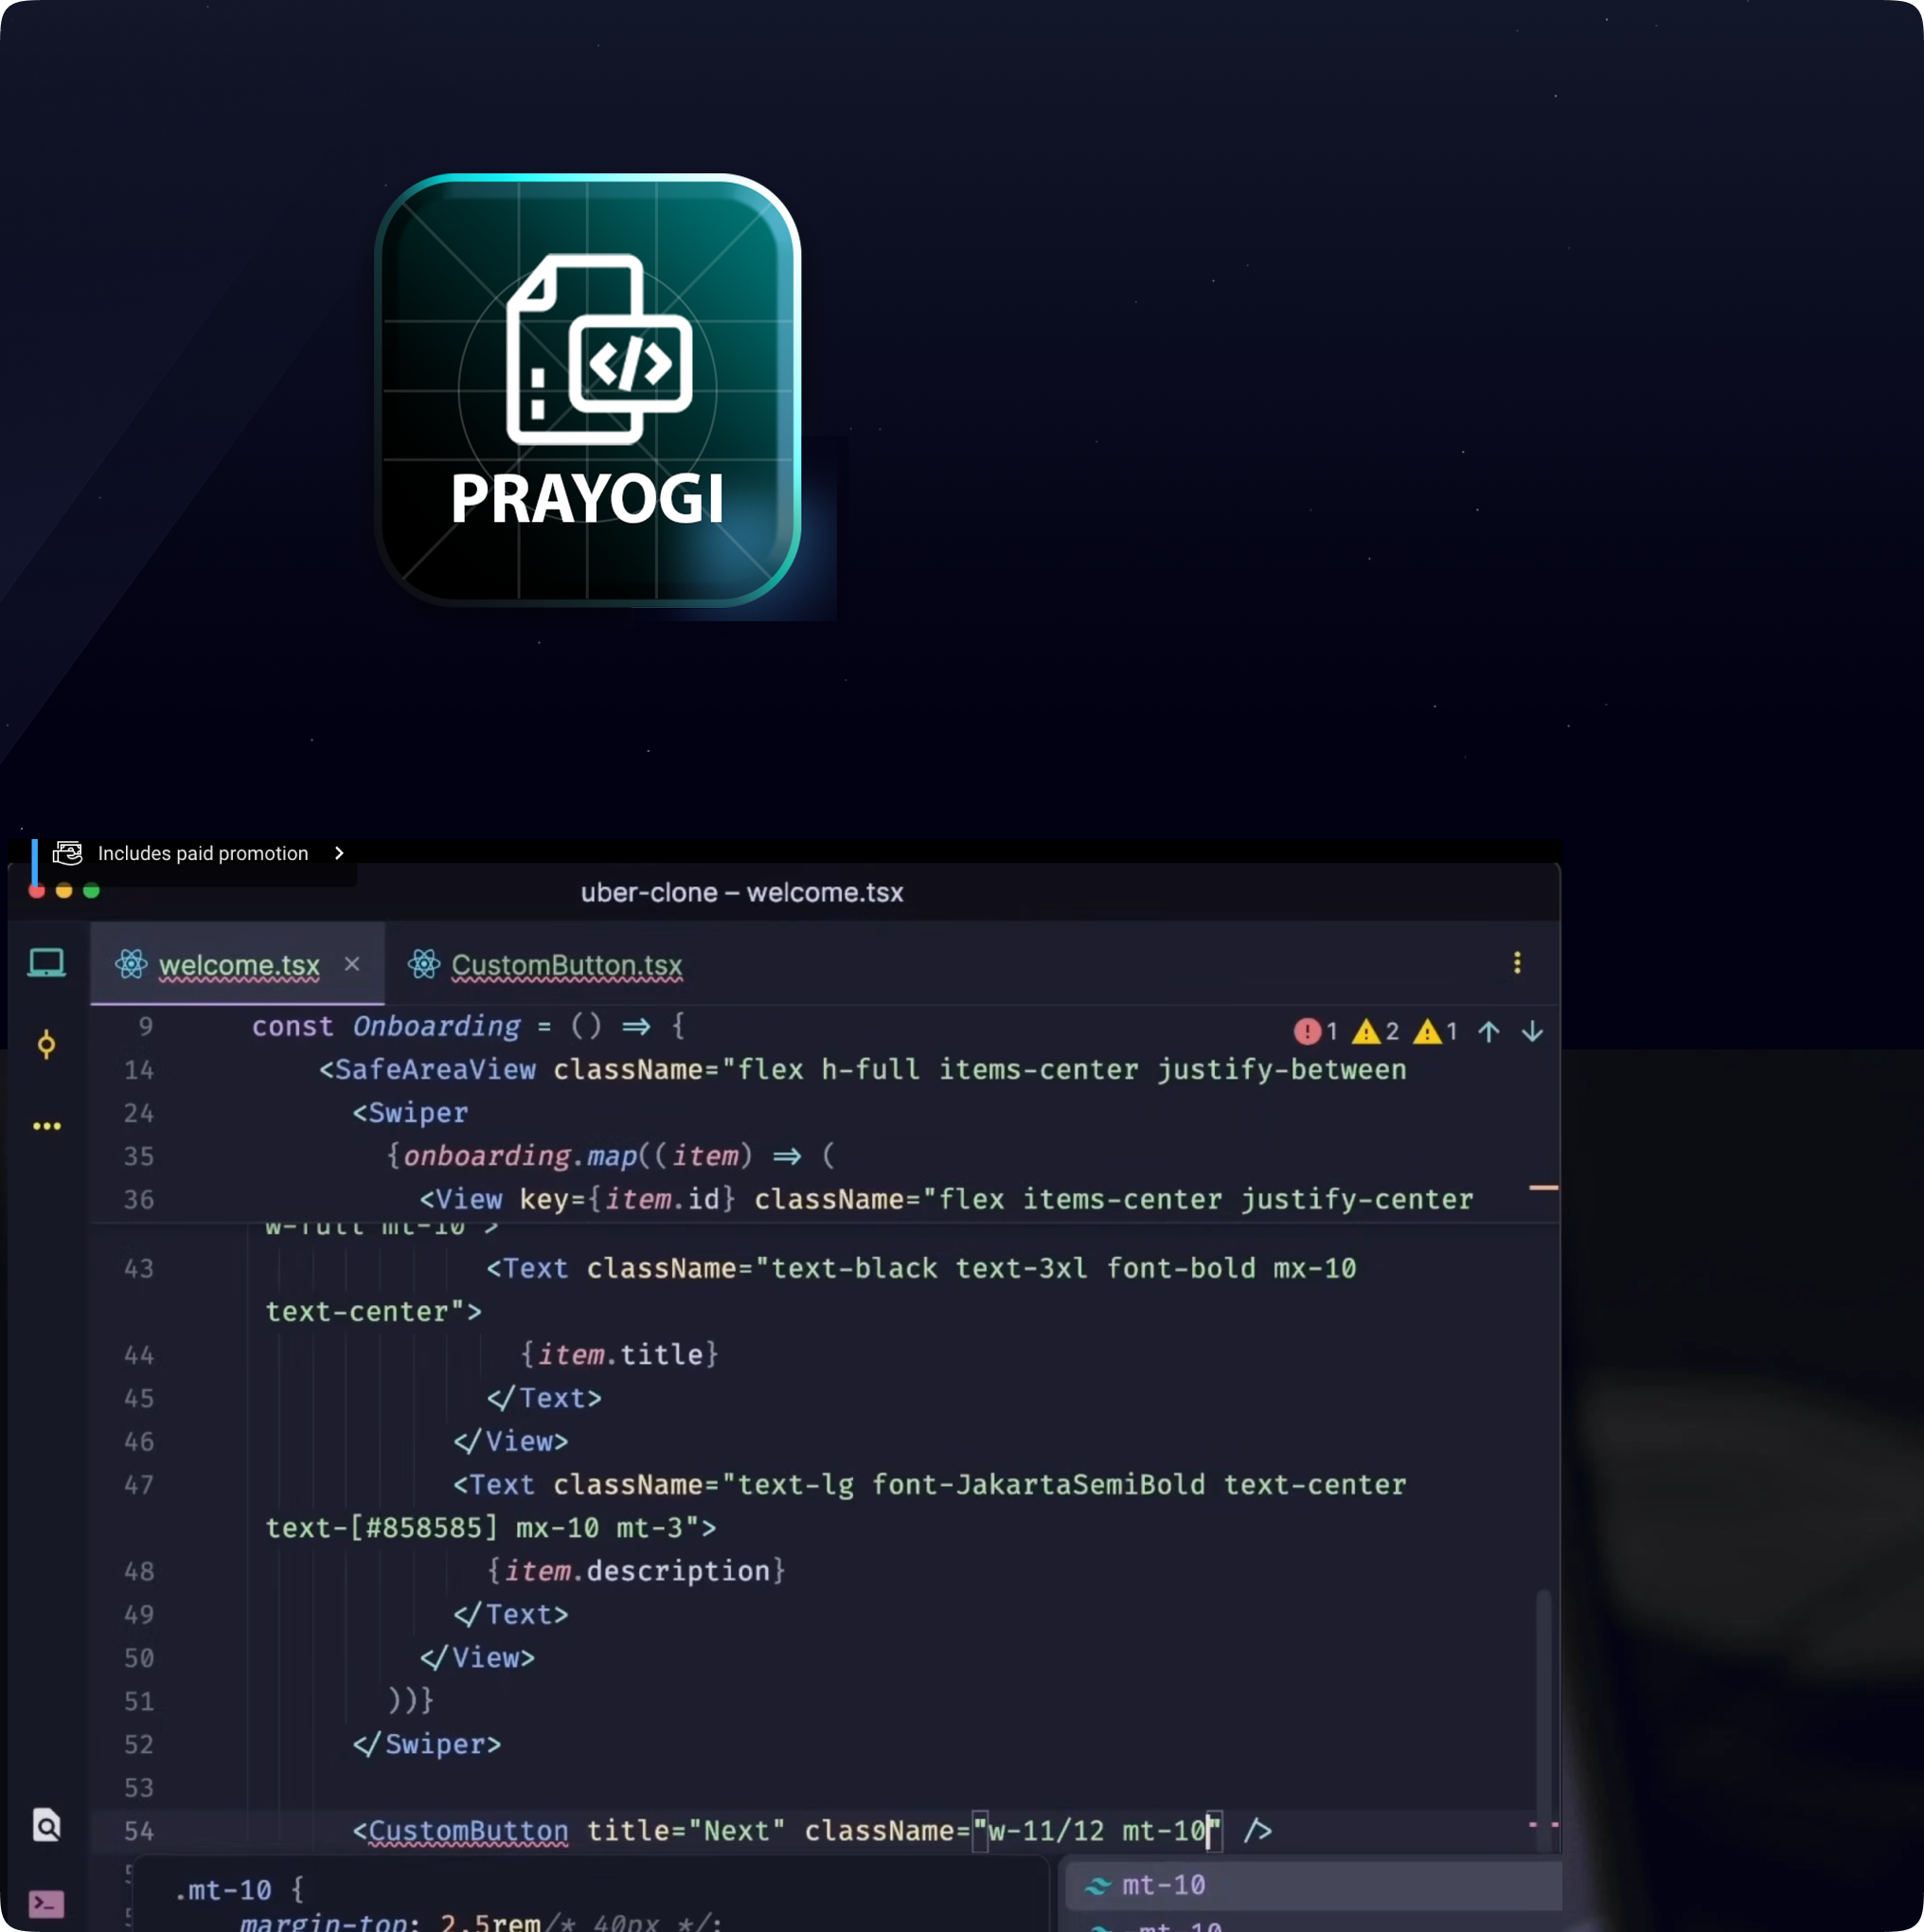 </>
PRAYOGI
Includes paid promotion
uber-clone – welcome.tsx
welcome.tsx
CustomButton.tsx
9 const Onboarding = () ⇒ {
1 2 1
14 <SafeAreaView className="flex h-full items-center justify-between
24 <Swiper
35 {onboarding.map((item) ⇒ (
36 <View key={item.id} className="flex items-center justify-center
w-full mt-10">
43 <Text className="text-black text-3xl font-bold mx-10
text-center">
44 {item.title}
45 </Text>
46 </View>
47 <Text className="text-lg font-JakartaSemiBold text-center
text-[#858585] mx-10 mt-3">
48 {item.description}
49 </Text>
50 </View>
51 ))}
52 </Swiper>
53
54 <CustomButton title="Next" className="w-11/12 mt-10" />
.mt-10 {
margin-top: 2.5rem/* 40px */;
mt-10
-mt-10